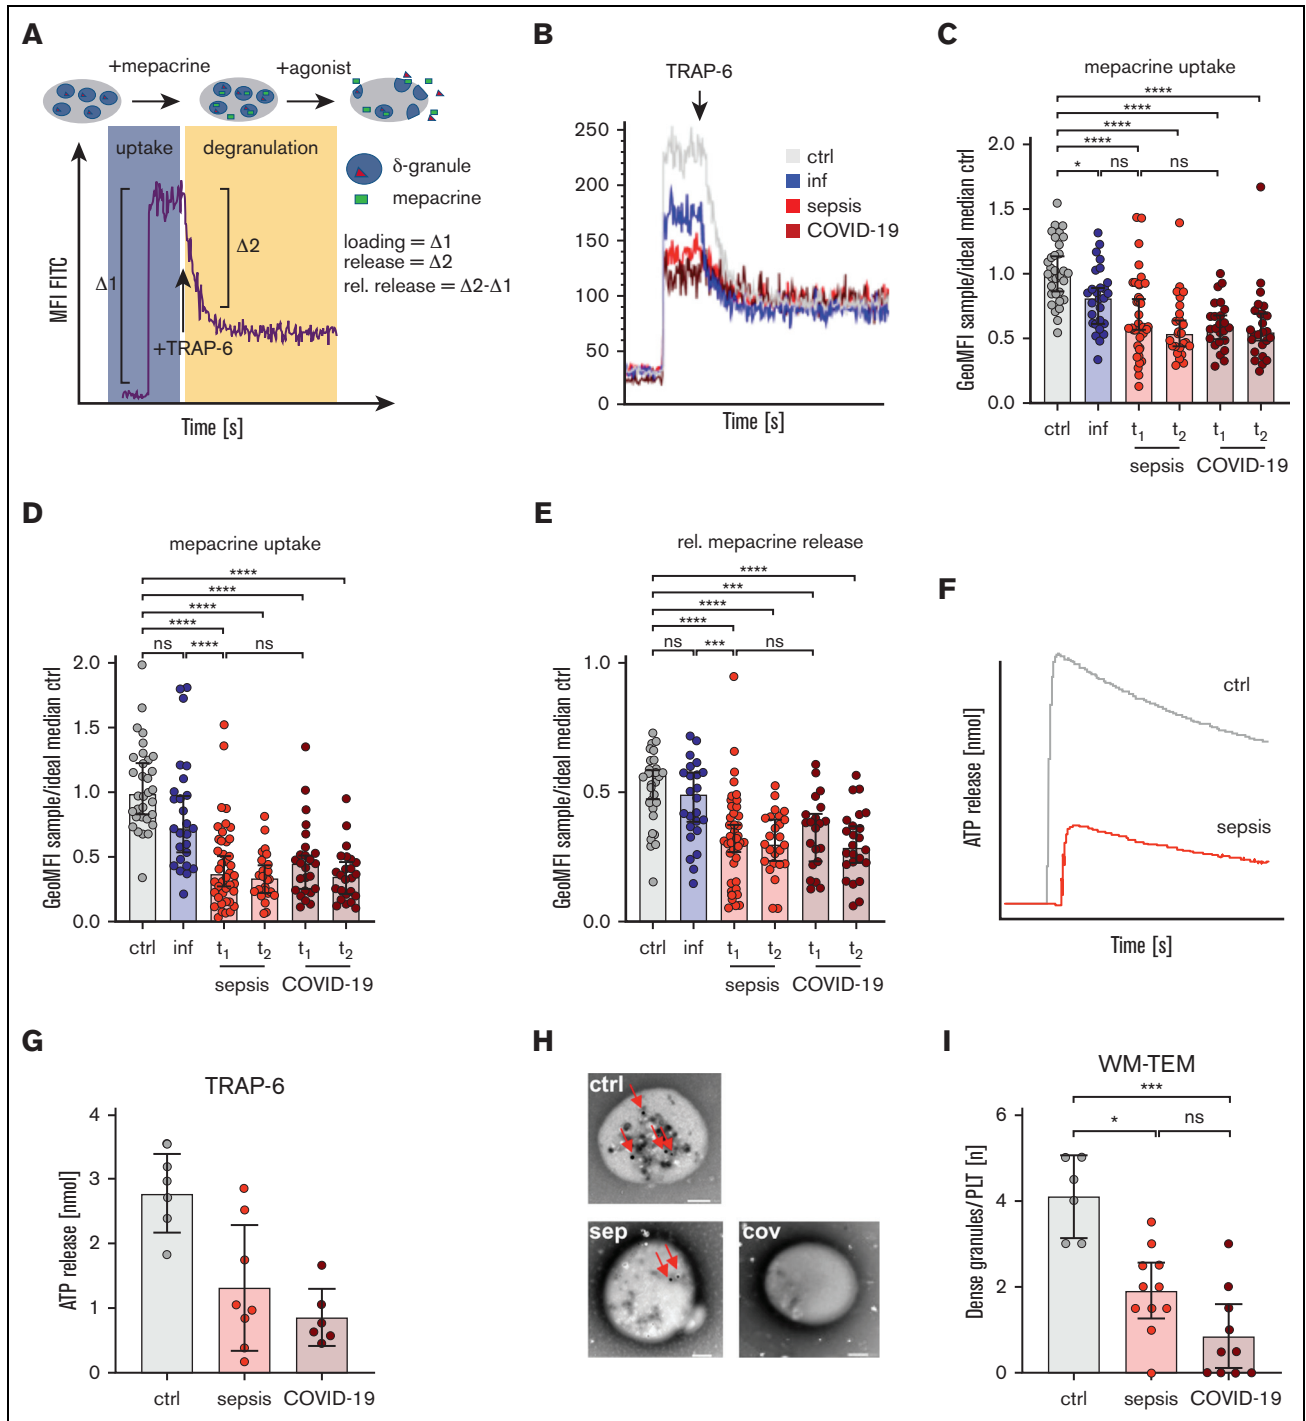 A
+mepacrine
+agonist
uptake
degranulation
MFI FITC
Δ1
Δ2
+TRAP-6
Time [s]
δ-granule
mepacrine
loading = Δ1
release = Δ2
rel. release = Δ2-Δ1
B
TRAP-6
250
200
150
100
50
0
ctrl
inf
sepsis
COVID-19
Time [s]
C
mepacrine uptake
****
****
****
****
* ns ns
GeoMFI sample/ideal median ctrl
2.0
1.5
1.0
0.5
0.0
ctrl inf t1 t2 t1 t2
sepsis COVID-19
D
mepacrine uptake
****
****
****
****
ns **** ns
GeoMFI sample/ideal median ctrl
2.0
1.5
1.0
0.5
0.0
ctrl inf t1 t2 t1 t2
sepsis COVID-19
E
rel. mepacrine release
****
***
****
****
ns *** ns
GeoMFI sample/ideal median ctrl
1.0
0.5
0.0
ctrl inf t1 t2 t1 t2
sepsis COVID-19
F
ctrl
sepsis
ATP release [nmol]
Time [s]
G
TRAP-6
ATP release [nmol]
4
3
2
1
0
ctrl sepsis COVID-19
H
ctrl
sep
cov
I
WM-TEM
***
* ns
Dense granules/PLT [n]
6
4
2
0
ctrl sepsis COVID-19